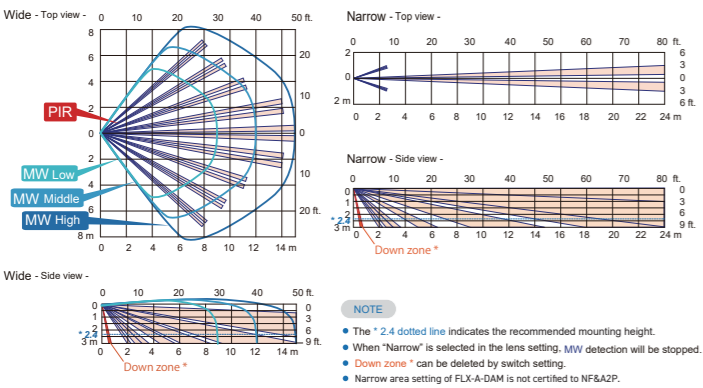 Wide - Top view -
0 10 20 30 40 50 ft.
8
6
4
2
0
2
4
6
8 m
20
10
0
10
20 ft.
PIR
MW Low
MW Middle
MW High
0 2 4 6 8 10 12 14 m
Wide - Side view -
0 10 20 30 40 50 ft.
0
1
2
* 2.4
3 m
0
3
6
9 ft.
0 2 4 6 8 10 12 14 m
Down zone *
Narrow - Top view -
0 10 20 30 40 50 60 70 80 ft.
2
0
2 m
6
3
0
3
6 ft.
0 2 4 6 8 10 12 14 16 18 20 22 24 m
Narrow - Side view -
0 10 20 30 40 50 60 70 80 ft.
0
1
2
* 2.4
3 m
0
3
6
9 ft.
0 2 4 6 8 10 12 14 16 18 20 22 24 m
Down zone *
NOTE
● The * 2.4 dotted line indicates the recommended mounting height.
● When "Narrow" is selected in the lens setting, MW detection will be stopped.
● Down zone * can be deleted by switch setting.
● Narrow area setting of FLX-A-DAM is not certified to NF&A2P.